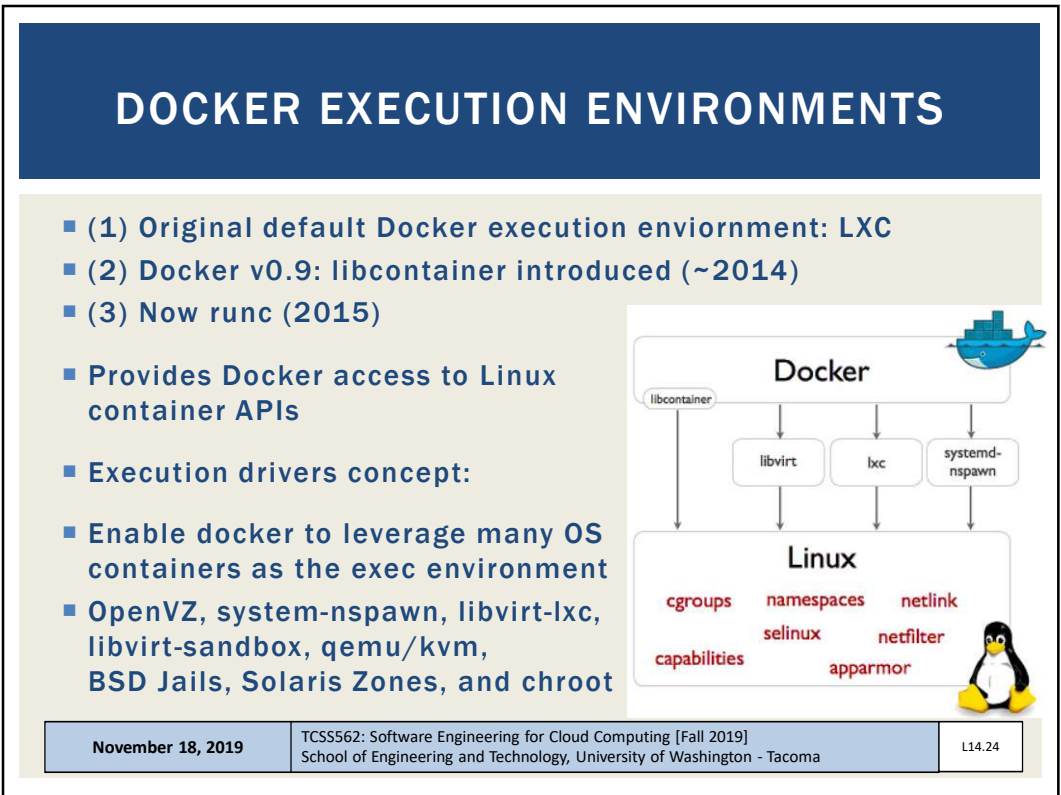 DOCKER EXECUTION ENVIRONMENTS
■ (1) Original default Docker execution enviornment: LXC
■ (2) Docker v0.9: libcontainer introduced (~2014)
■ (3) Now runc (2015)
■ Provides Docker access to Linux
container APIs
■ Execution drivers concept:
■ Enable docker to leverage many OS
containers as the exec environment
■ OpenVZ, system-nspawn, libvirt-lxc,
libvirt-sandbox, qemu/kvm,
BSD Jails, Solaris Zones, and chroot
Docker
libcontainer
libvirt
lxc
systemd-
nspawn
Linux
cgroups namespaces netlink
selinux netfilter
capabilities
apparmor
November 18, 2019
TCSS562: Software Engineering for Cloud Computing [Fall 2019]
School of Engineering and Technology, University of Washington - Tacoma
L14.24